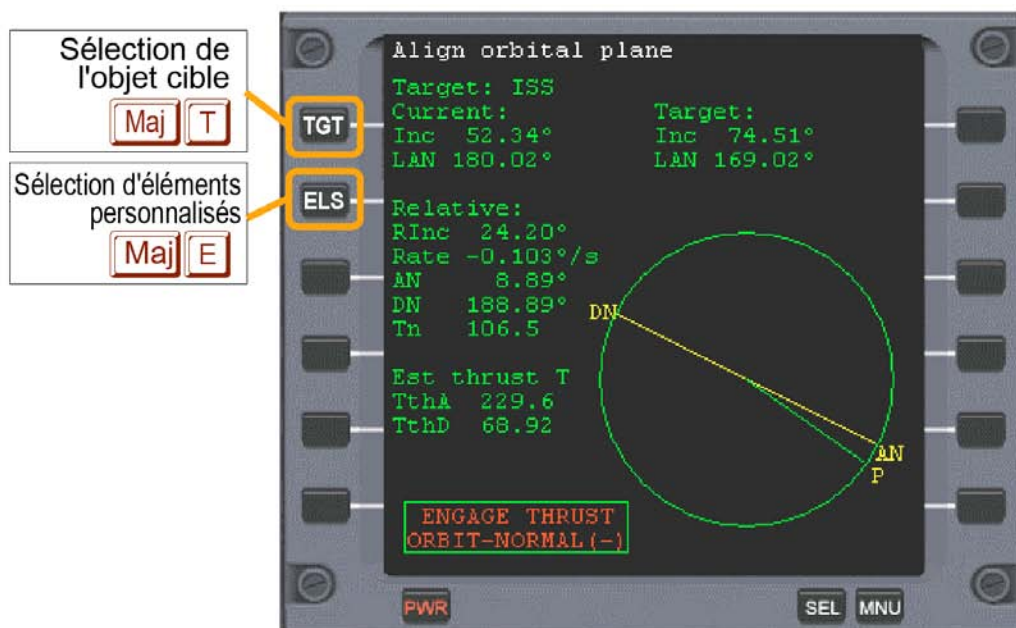 Sélection de
l'objet cible
Maj T
Sélection d'éléments
personnalisés
Maj E
TGT
ELS
Align orbital plane
Target: ISS
Current: Target:
Inc 52.34° Inc 74.51°
LAN 180.02° LAN 169.02°
Relative:
RInc 24.20°
Rate -0.103°/s
AN 8.89°
DN 188.89°
Tn 106.5
Est thrust T
TthA 229.6
TthD 68.92
DN
AN
P
ENGAGE THRUST
ORBIT-NORMAL(-)
PWR SEL MNU